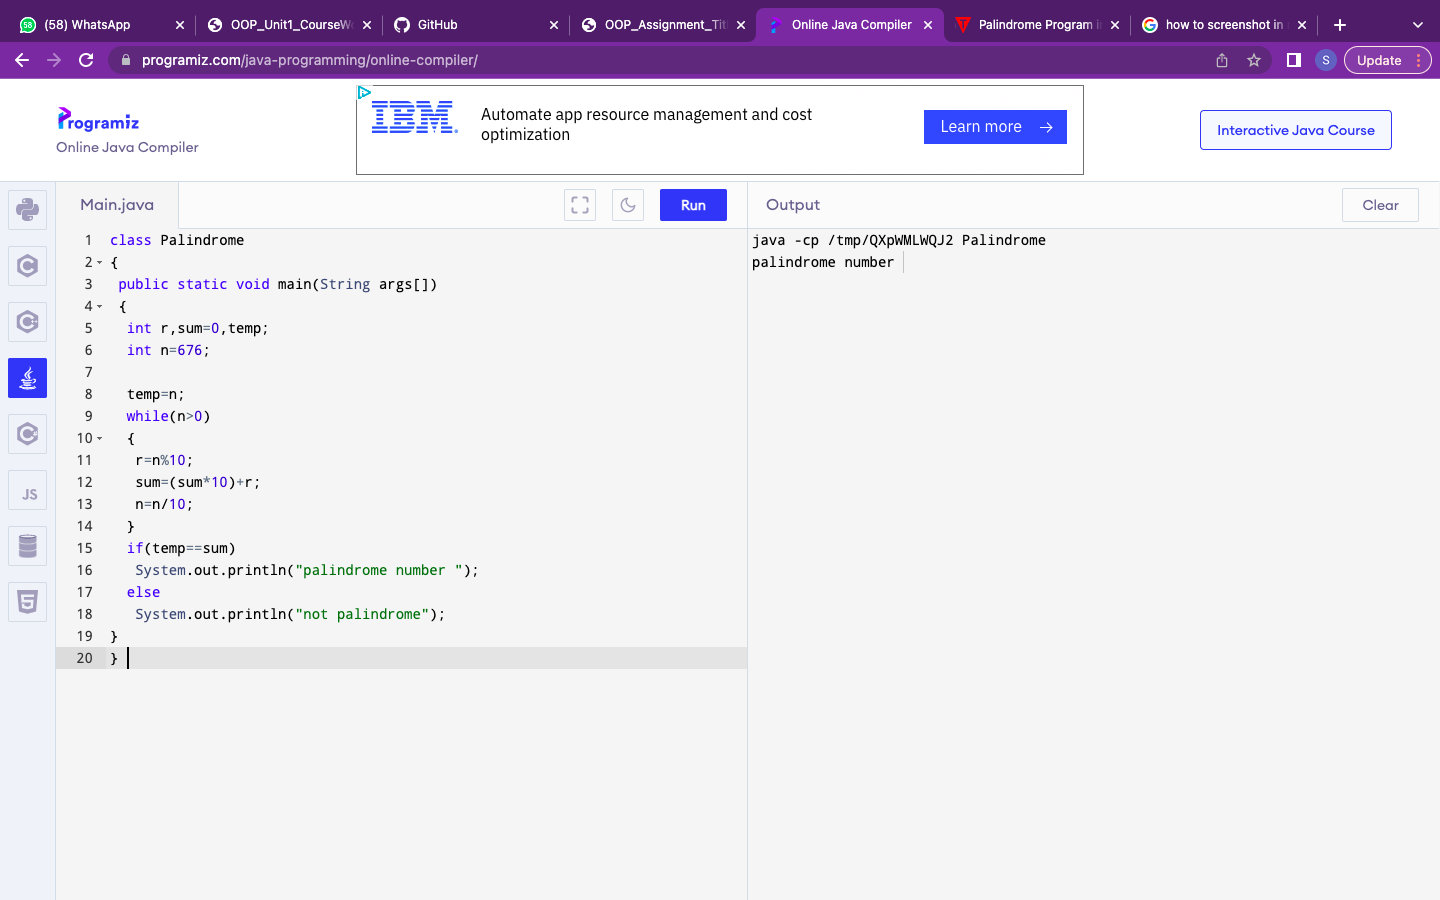 (58) WhatsApp
OOP_Unit1_CourseWo
GitHub
OOP_Assignment_Tit
Online Java Compiler
Palindrome Program i
how to screenshot in
programiz.com/java-programming/online-compiler/
S
Update
Programiz
Online Java Compiler
IBM
Automate app resource management and cost
optimization
Learn more
Interactive Java Course
Main.java
Run
Output
Clear
JS
1 class Palindrome
2 {
3 public static void main(String args[])
4 {
5 int r,sum=0,temp;
6 int n=676;
7
8 temp=n;
9 while(n>0)
10 {
11 r=n%10;
12 sum=(sum*10)+r;
13 n=n/10;
14 }
15 if(temp==sum)
16 System.out.println("palindrome number ");
17 else
18 System.out.println("not palindrome");
19 }
20 }
java -cp /tmp/QXpWMLWQJ2 Palindrome
palindrome number